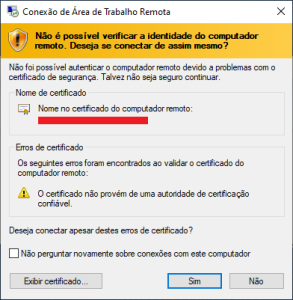 Conexão de Área de Trabalho Remota
Não é possível verificar a identidade do computador
remoto. Deseja se conectar de assim mesmo?
Não foi possível autenticar o computador remoto devido a problemas com o
certificado de segurança. Talvez não seja seguro continuar.
Nome de certificado
Nome no certificado do computador remoto:
Erros de certificado
Os seguintes erros foram encontrados ao validar o certificado do
computador remoto:
O certificado não provém de uma autoridade de certificação
confiável.
Deseja conectar apesar destes erros de certificado?
Não perguntar novamente sobre conexões com este computador
Exibir certificado...
Sim
Não